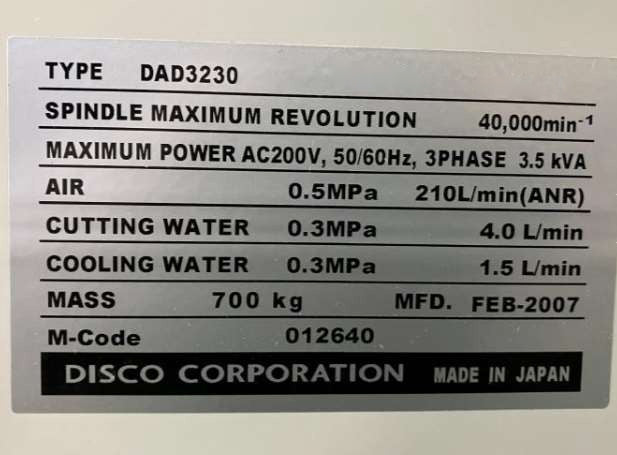 TYPE DAD3230
SPINDLE MAXIMUM REVOLUTION 40,000min⁻¹
MAXIMUM POWER AC200V, 50/60Hz, 3PHASE 3.5 kVA
AIR 0.5MPa 210L/min(ANR)
CUTTING WATER 0.3MPa 4.0 L/min
COOLING WATER 0.3MPa 1.5 L/min
MASS 700 kg MFD. FEB-2007
M-Code 012640
DISCO CORPORATION MADE IN JAPAN